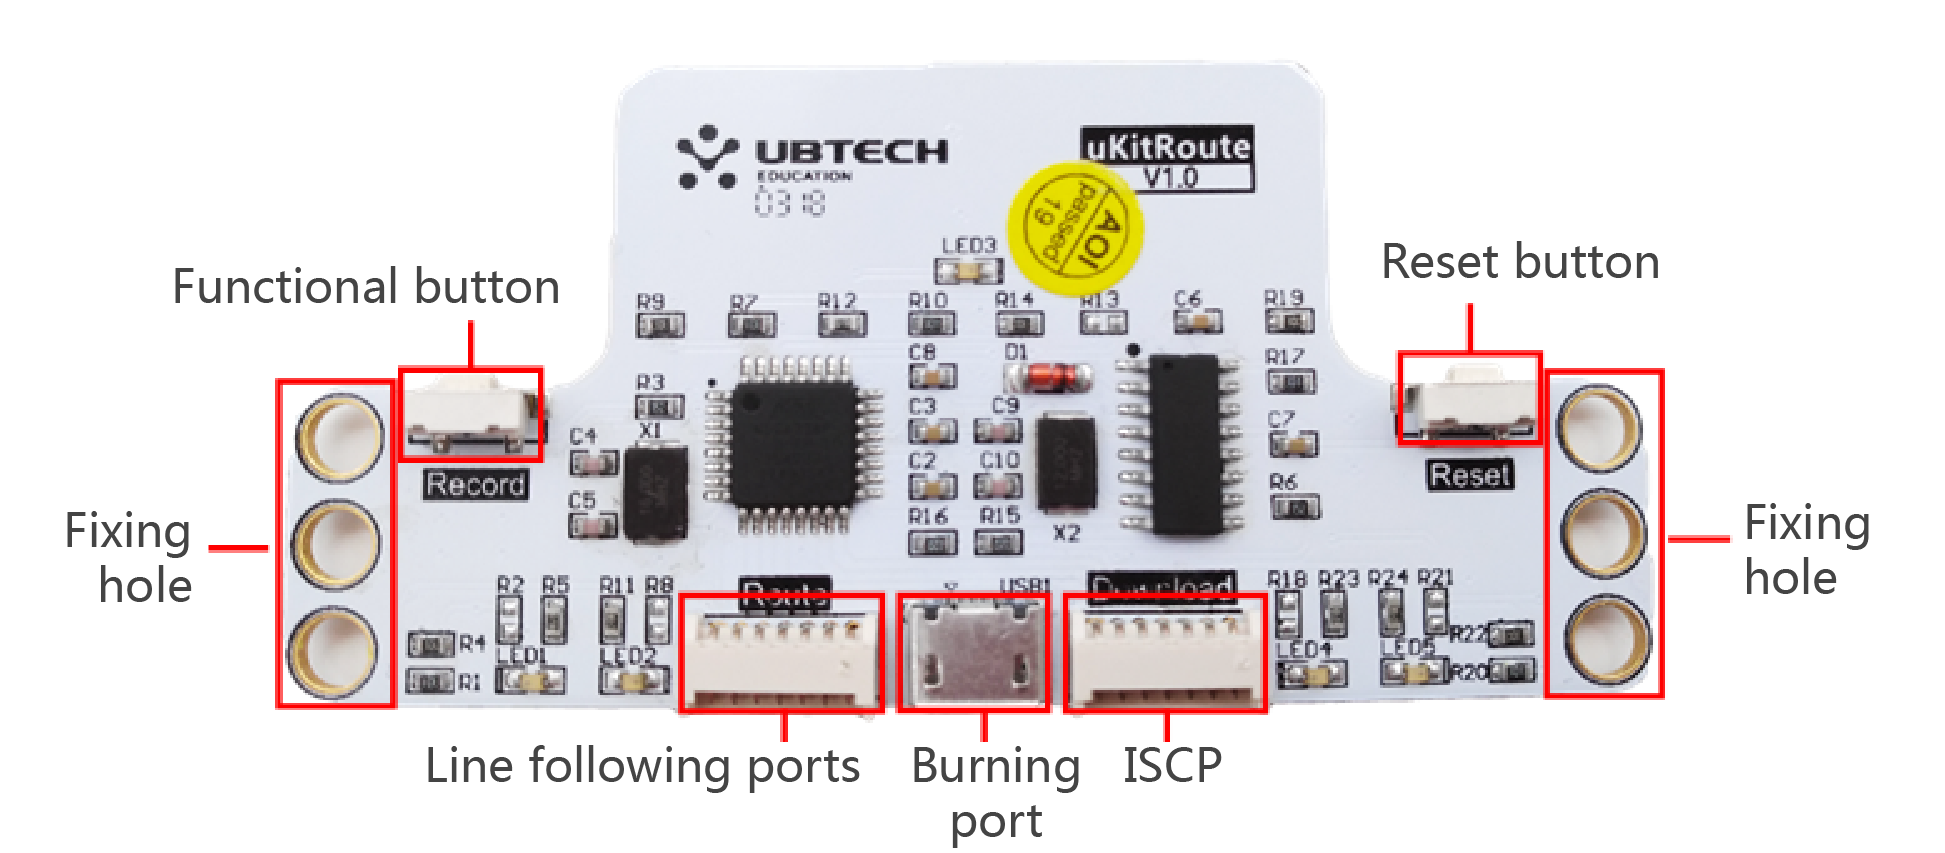 UBTECH
EDUCATION
0318
uKitRoute
V1.0
AOI
passed
19
LED3
Functional button
Reset button
R9
R7
R12
R10
R14
R13
C6
R19
C8
D1
R17
R3
C3
C9
C7
X1
C4
C2
C10
R6
C5
R16
R15
X2
Record
Reset
Fixing
hole
Fixing
hole
R2
R5
R11
R8
Route
USB1
Download
R18
R23
R24
R21
R4
R22
LED1
LED2
LED4
LED5
R1
R20
Line following ports
Burning
port
ISCP